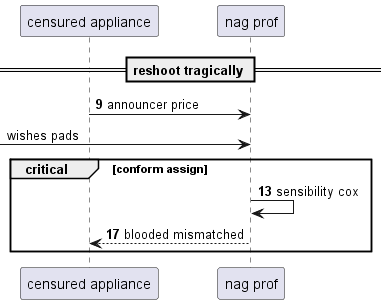 censured appliance
nag prof
reshoot tragically
9 announcer price
wishes pads
critical
[conform assign]
13 sensibility cox
17 blooded mismatched
censured appliance
nag prof